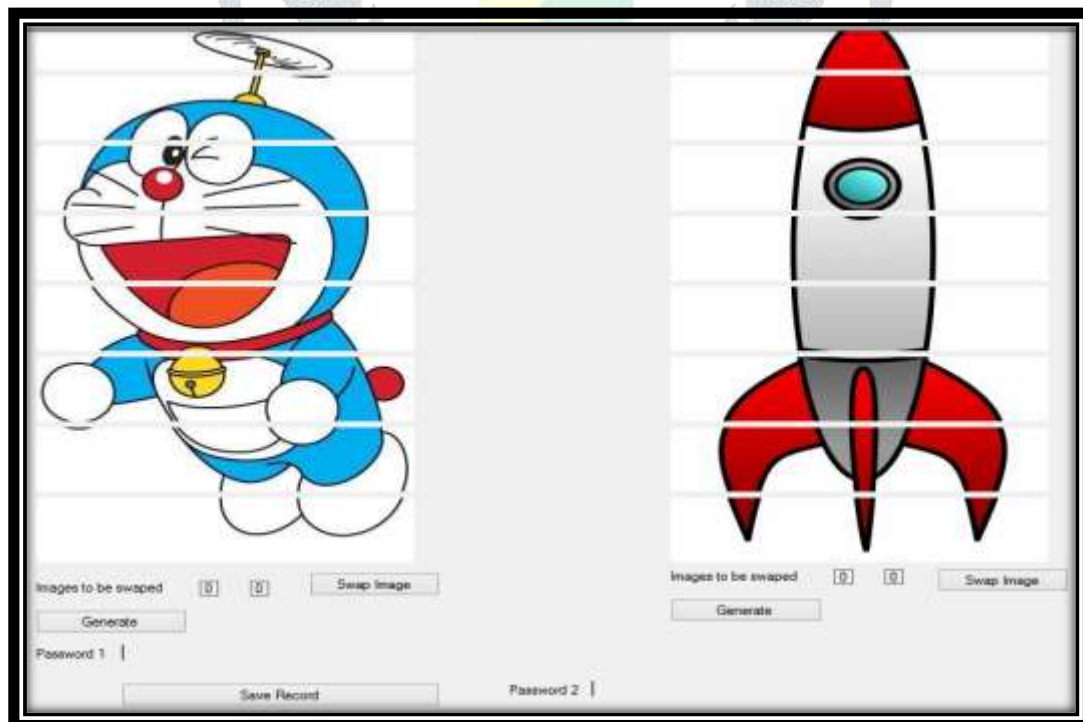 Images to be swaped 0 0 Swap Image
Generate
Password 1
Save Record
Images to be swaped 0 0 Swap Image
Generate
Password 2